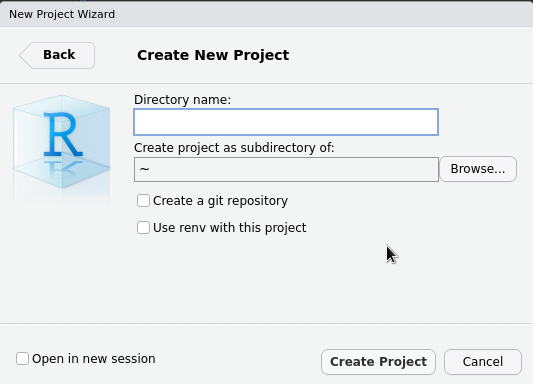 New Project Wizard
Back
Create New Project
R
Directory name:
Create project as subdirectory of:
~
Browse...
Create a git repository
Use renv with this project
Open in new session
Create Project
Cancel